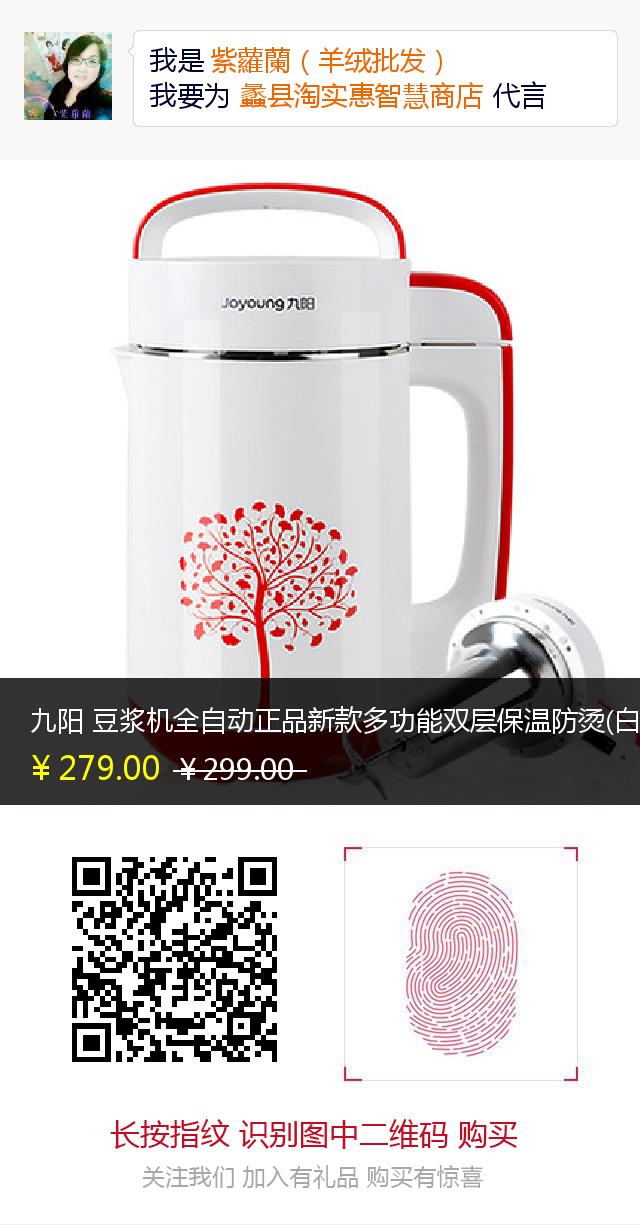 我是 紫蘿蘭（羊绒批发）
我要为 蠡县淘实惠智慧商店 代言
紫蘿蘭
Joyoung九阳
九阳 豆浆机全自动正品新款多功能双层保温防烫(白
¥ 279.00 ¥ 299.00
长按指纹 识别图中二维码 购买
关注我们 加入有礼品 购买有惊喜